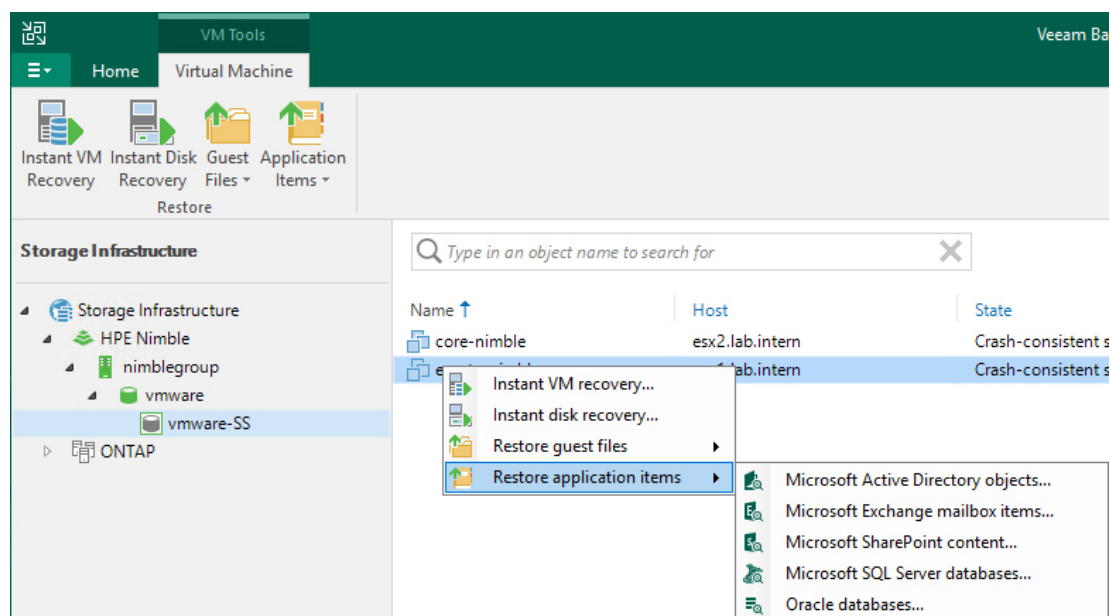 VM Tools
Veeam Ba
Home Virtual Machine
Instant VM Instant Disk Guest Application
Recovery Recovery Files Items
Restore
Storage Infrastructure
Type in an object name to search for
Storage Infrastructure
HPE Nimble
nimblegroup
vmware
vmware-SS
ONTAP
Name Host State
core-nimble esx2.lab.intern Crash-consistent s
lab.intern Crash-consistent s
Instant VM recovery...
Instant disk recovery...
Restore guest files
Restore application items
Microsoft Active Directory objects...
Microsoft Exchange mailbox items...
Microsoft SharePoint content...
Microsoft SQL Server databases...
Oracle databases...